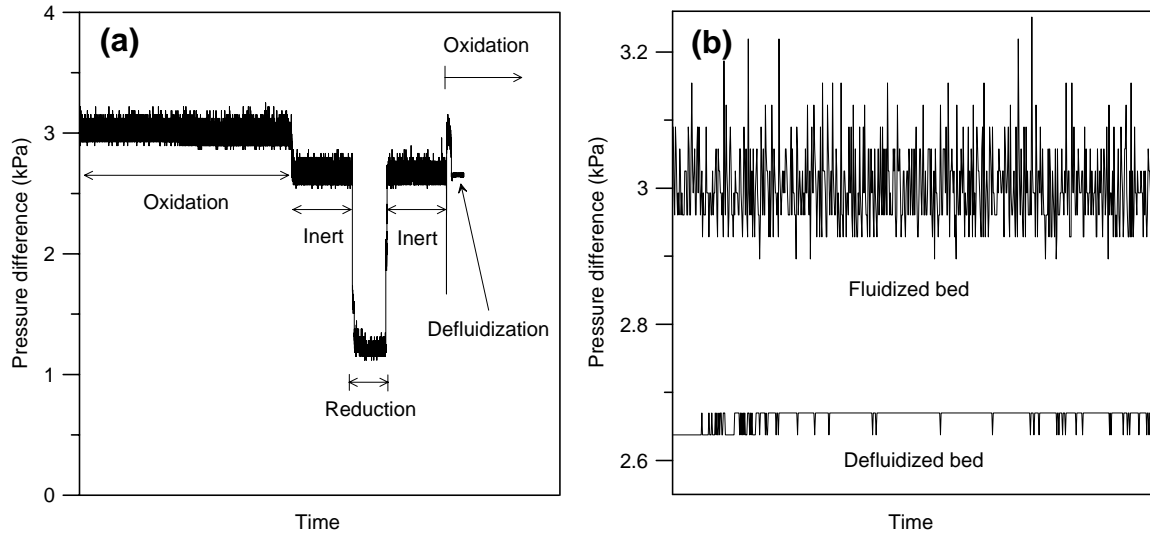 (a)
Oxidation
4
3
2
1
0
Pressure difference (kPa)
Oxidation
Inert
Inert
Defluidization
Reduction
Time
(b)
3.2
3
2.8
2.6
Pressure difference (kPa)
Fluidized bed
Defluidized bed
Time